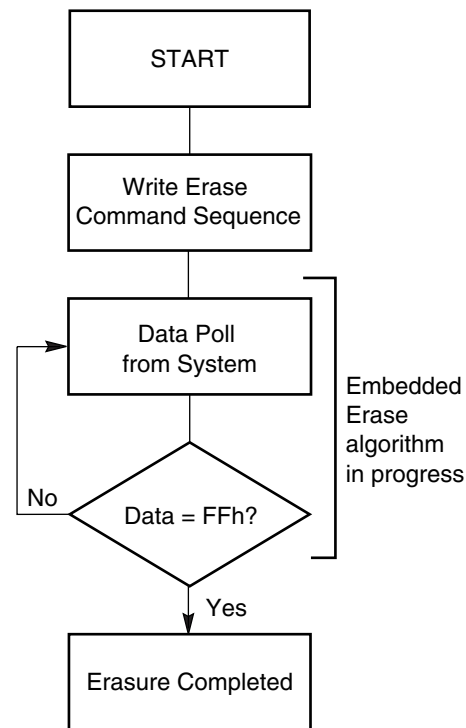 START
Write Erase
Command Sequence
Data Poll
from System
Embedded
Erase
algorithm
in progress
No
Data = FFh?
Yes
Erasure Completed